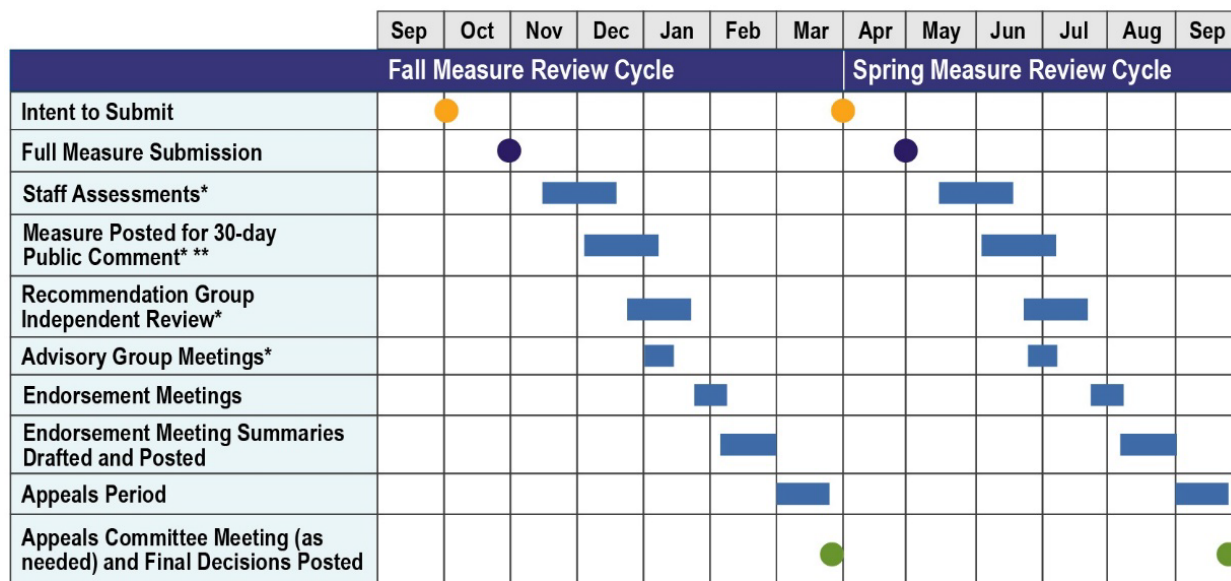 Sep Oct Nov Dec Jan Feb Mar Apr May Jun Jul Aug Sep
Fall Measure Review Cycle Spring Measure Review Cycle
Intent to Submit
Full Measure Submission
Staff Assessments*
Measure Posted for 30-day
Public Comment* **
Recommendation Group
Independent Review*
Advisory Group Meetings*
Endorsement Meetings
Endorsement Meeting Summaries
Drafted and Posted
Appeals Period
Appeals Committee Meeting (as
needed) and Final Decisions Posted